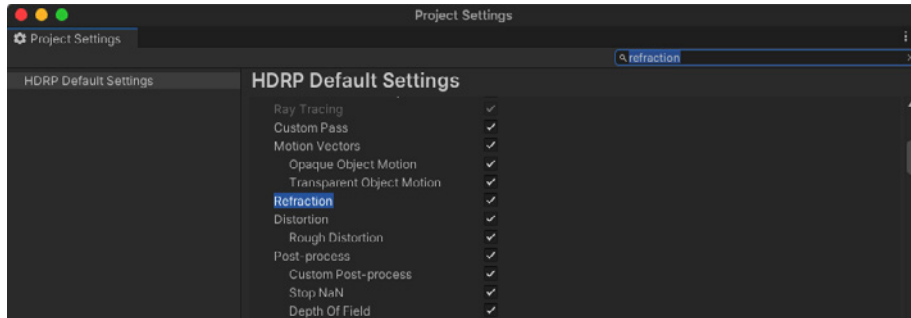 Project Settings
Project Settings
refraction
HDRP Default Settings
HDRP Default Settings
Ray Tracing
Custom Pass
Motion Vectors
Opaque Object Motion
Transparent Object Motion
Refraction
Distortion
Rough Distortion
Post-process
Custom Post-process
Stop NaN
Depth Of Field